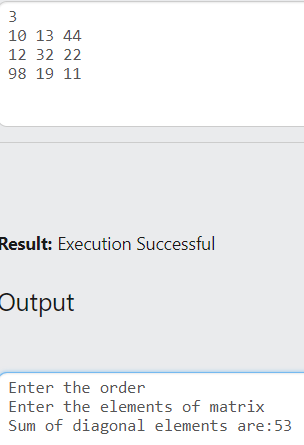 3
10 13 44
12 32 22
98 19 11
Result: Execution Successful
Output
Enter the order
Enter the elements of matrix
Sum of diagonal elements are:53